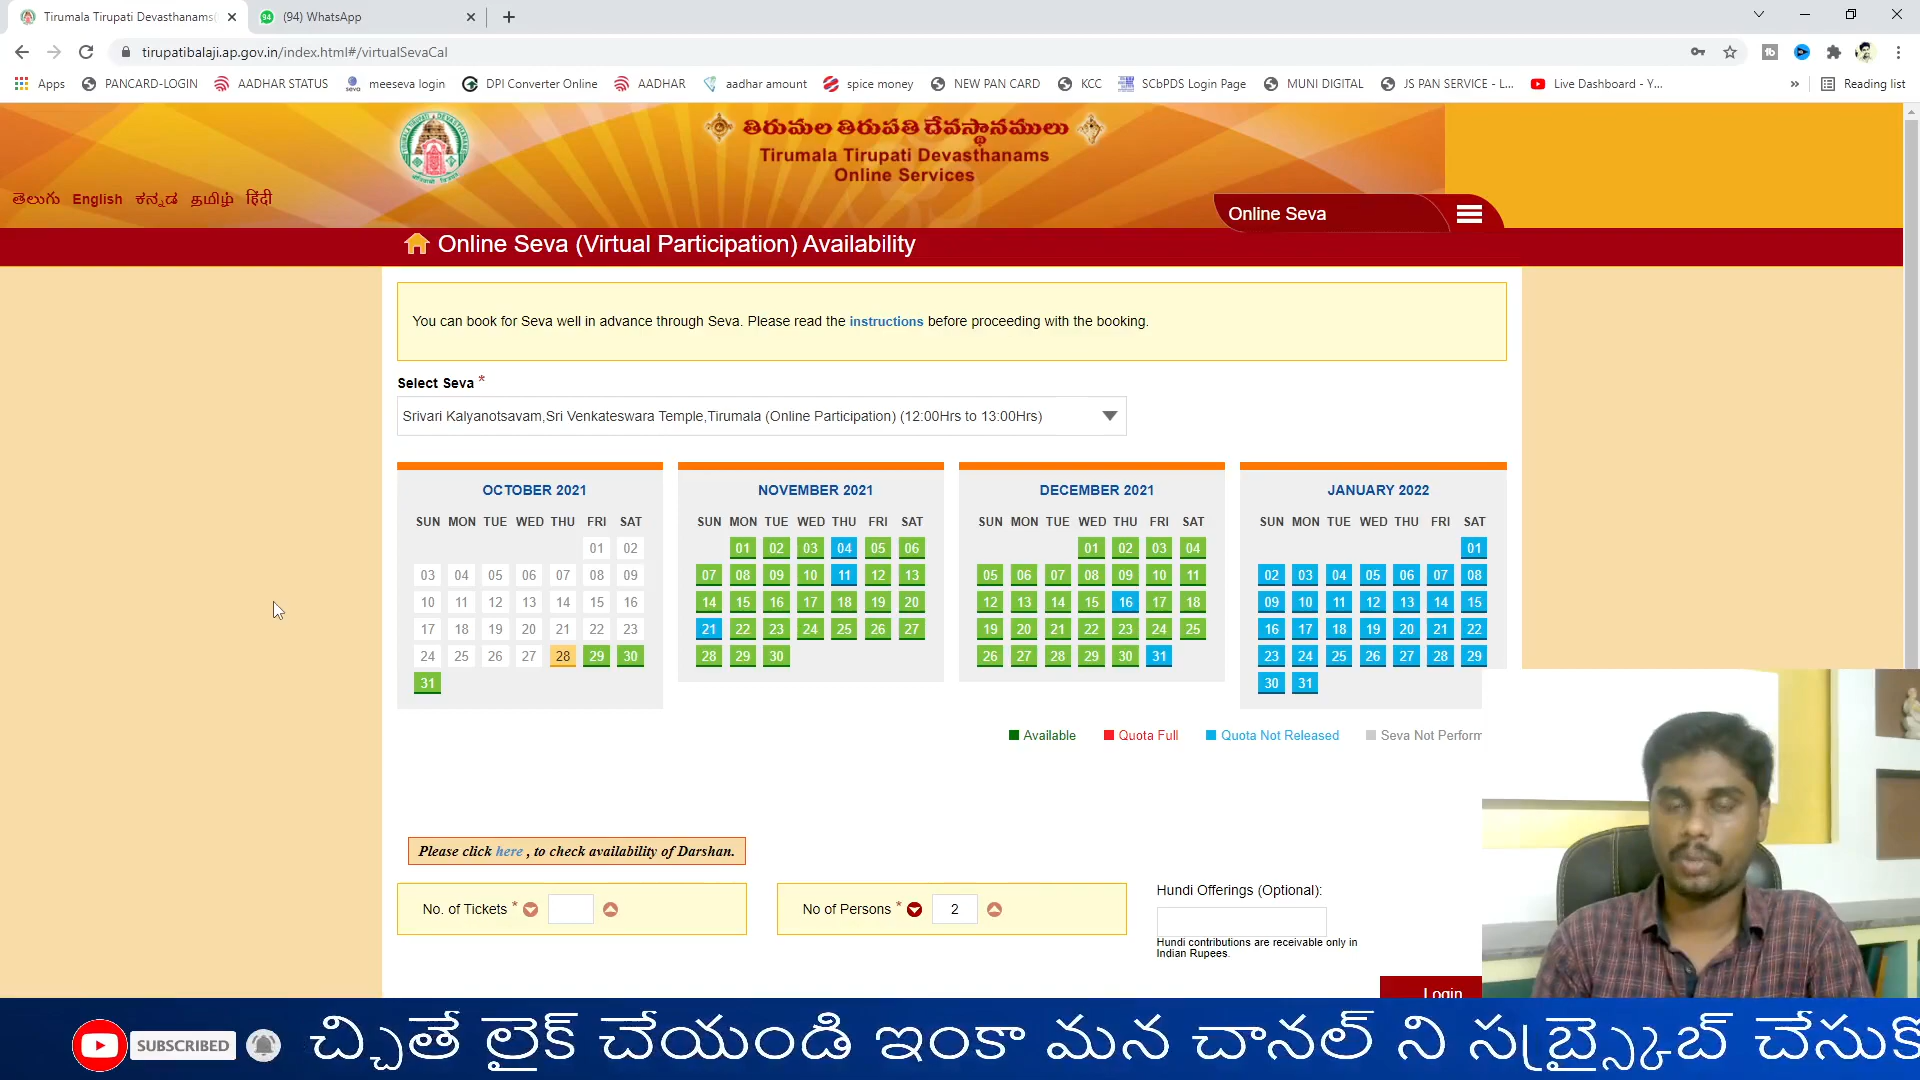 Tirumala Tirupati Devasthanams(
(94) WhatsApp
tirupatibalaji.ap.gov.in/index.html#/virtualSevaCal
Apps
PANCARD-LOGIN
AADHAR STATUS
meeseva login
DPI Converter Online
AADHAR
aadhar amount
spice money
NEW PAN CARD
KCC
SCbPDS Login Page
MUNI DIGITAL
JS PAN SERVICE - L...
Live Dashboard - Y...
Reading list
తిరుమల తిరుపతి దేవస్థానములు
Tirumala Tirupati Devasthanams
Online Services
తెలుగు English ಕನ್ನಡ தமிழ் हिंदी
Online Seva
Online Seva (Virtual Participation) Availability
You can book for Seva well in advance through Seva. Please read the instructions before proceeding with the booking.
Select Seva *
Srivari Kalyanotsavam,Sri Venkateswara Temple,Tirumala (Online Participation) (12:00Hrs to 13:00Hrs)
OCTOBER 2021
SUN MON TUE WED THU FRI SAT
01 02
03 04 05 06 07 08 09
10 11 12 13 14 15 16
17 18 19 20 21 22 23
24 25 26 27 28 29 30
31
NOVEMBER 2021
SUN MON TUE WED THU FRI SAT
01 02 03 04 05 06
07 08 09 10 11 12 13
14 15 16 17 18 19 20
21 22 23 24 25 26 27
28 29 30
DECEMBER 2021
SUN MON TUE WED THU FRI SAT
01 02 03 04
05 06 07 08 09 10 11
12 13 14 15 16 17 18
19 20 21 22 23 24 25
26 27 28 29 30 31
JANUARY 2022
SUN MON TUE WED THU FRI SAT
01
02 03 04 05 06 07 08
09 10 11 12 13 14 15
16 17 18 19 20 21 22
23 24 25 26 27 28 29
30 31
Available
Quota Full
Quota Not Released
Seva Not Perform
Please click here , to check availability of Darshan.
No. of Tickets *
No of Persons * 2
Hundi Offerings (Optional):
Hundi contributions are receivable only in
Indian Rupees.
Login
SUBSCRIBED
చ్చితే లైక్ చేయండి ఇంకా మన చానల్ ని సబ్స్క్రైబ్ చేసుకో